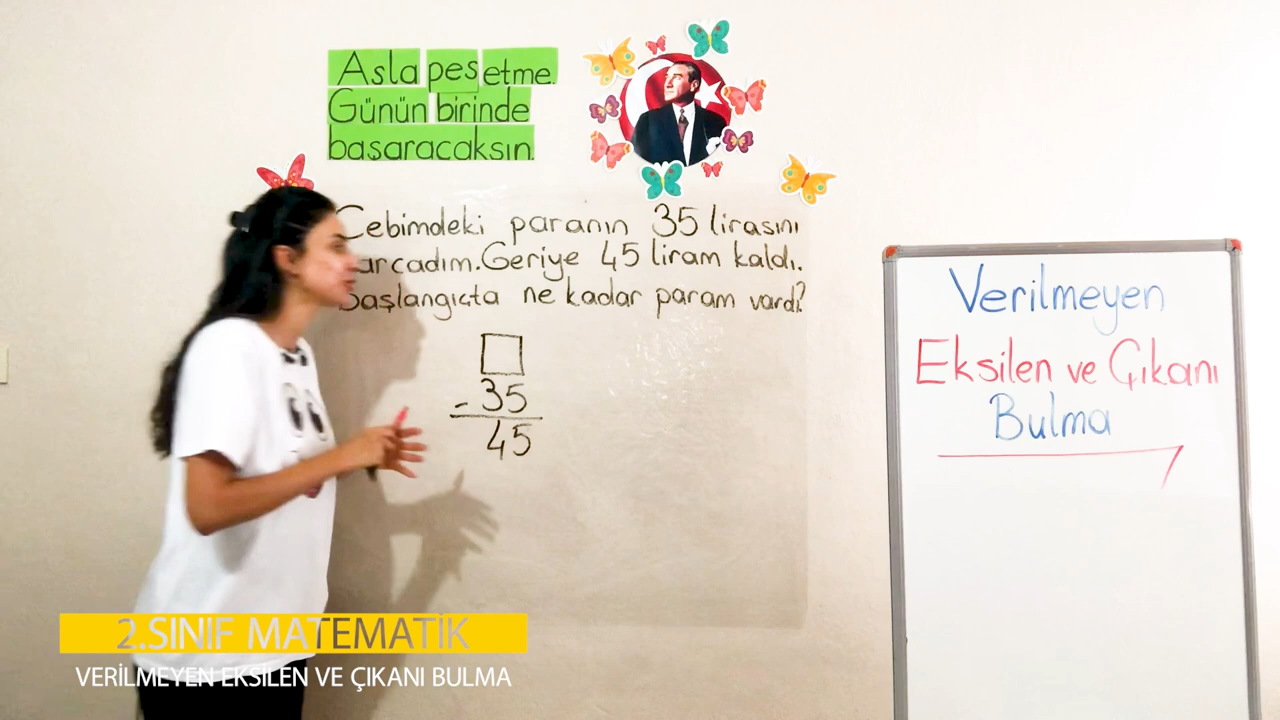 Asla pes etme.
Günün birinde
başaracaksın.
Cebimdeki paranın 35 lirasını
arcadım. Geriye 45 liram kaldı.
başlangıçta ne kadar param vardı?
- 35
45
Verilmeyen
Eksilen ve Çıkanı
Bulma
2.SINIF MATEMATİK
VERİLMEYEN EKSİLEN VE ÇIKANI BULMA